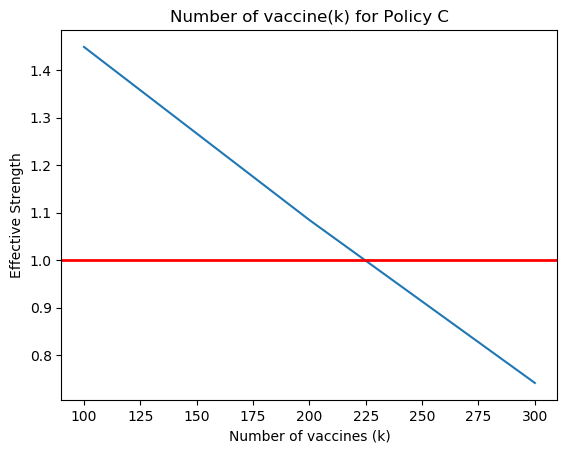 Number of vaccine(k) for Policy C
Effective Strength
1.4
1.3
1.2
1.1
1.0
0.9
0.8
100 125 150 175 200 225 250 275 300
Number of vaccines (k)